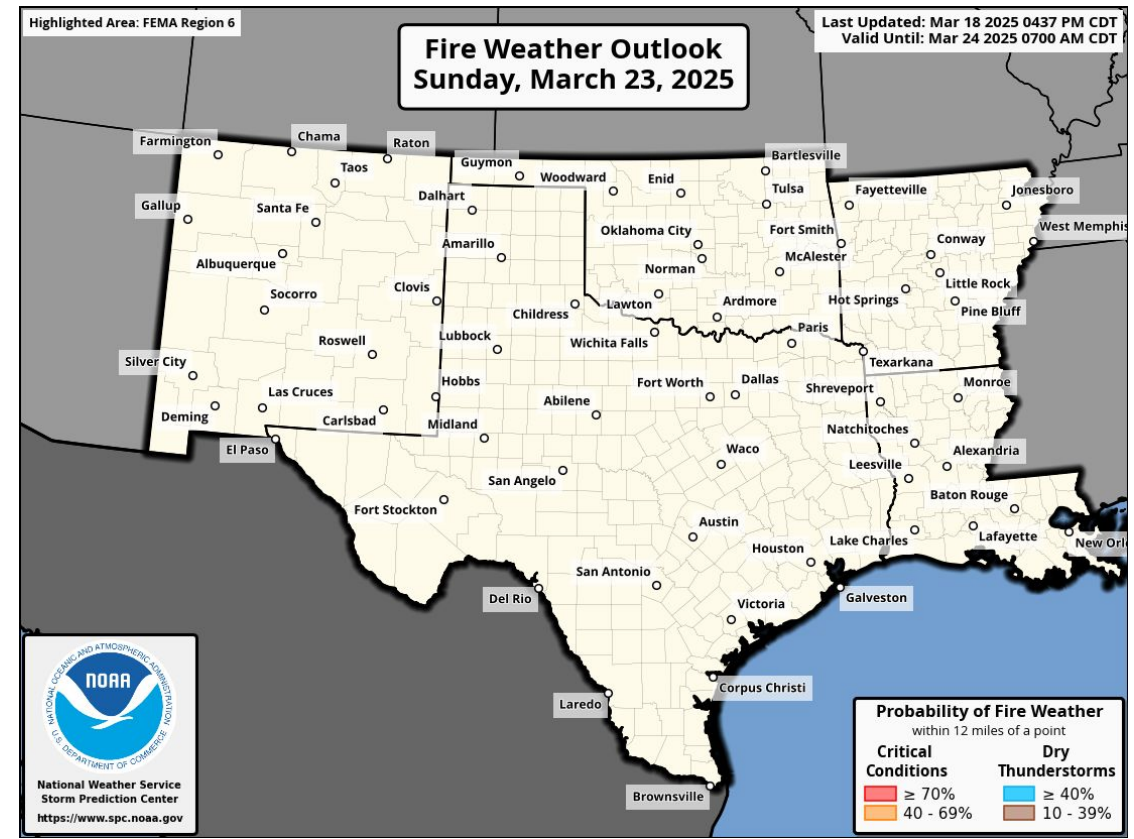 Highlighted Area: FEMA Region 6
Fire Weather Outlook
Sunday, March 23, 2025
Last Updated: Mar 18 2025 0437 PM CDT
Valid Until: Mar 24 2025 0700 AM CDT
Farmington
Chama
Raton
Taos
Guymon
Woodward
Enid
Bartlesville
Tulsa
Fayetteville
Jonesboro
Gallup
Santa Fe
Dalhart
Oklahoma City
Fort Smith
West Memphis
Albuquerque
Amarillo
Norman
McAlester
Conway
Socorro
Clovis
Childress
Lawton
Ardmore
Hot Springs
Little Rock
Pine Bluff
Roswell
Lubbock
Wichita Falls
Paris
Texarkana
Silver City
Las Cruces
Hobbs
Fort Worth
Dallas
Shreveport
Monroe
Deming
Carlsbad
Midland
Abilene
Natchitoches
El Paso
San Angelo
Waco
Leesville
Alexandria
Fort Stockton
Austin
Baton Rouge
Houston
Lake Charles
Lafayette
New Orl
San Antonio
Del Rio
Victoria
Galveston
Laredo
Corpus Christi
Brownsville
NATIONAL OCEANIC AND ATMOSPHERIC ADMINISTRATION
NOAA
U.S. DEPARTMENT OF COMMERCE
National Weather Service
Storm Prediction Center
https://www.spc.noaa.gov
Probability of Fire Weather
within 12 miles of a point
Critical
Conditions
≥ 70%
40 - 69%
Dry
Thunderstorms
≥ 40%
10 - 39%